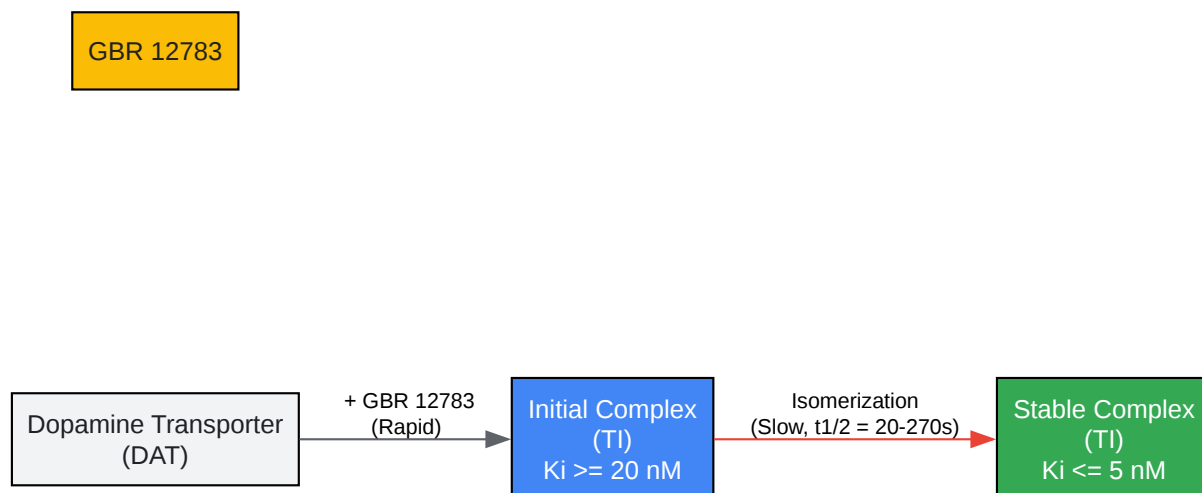 GBR 12783
Dopamine Transporter
(DAT)
+ GBR 12783
(Rapid)
Initial Complex
(TI)
Ki >= 20 nM
Isomerization
(Slow, t1/2 = 20-270s)
Stable Complex
(TI)
Ki <= 5 nM